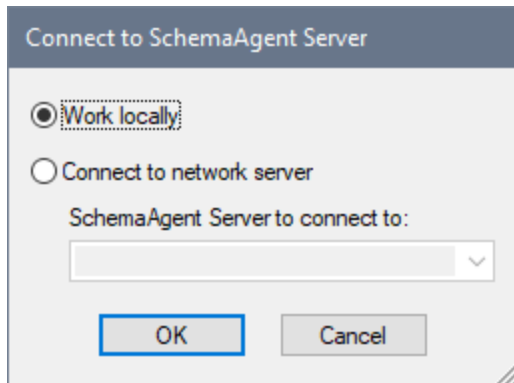 Connect to SchemaAgent Server
Work locally
Connect to network server
SchemaAgent Server to connect to:
OK
Cancel